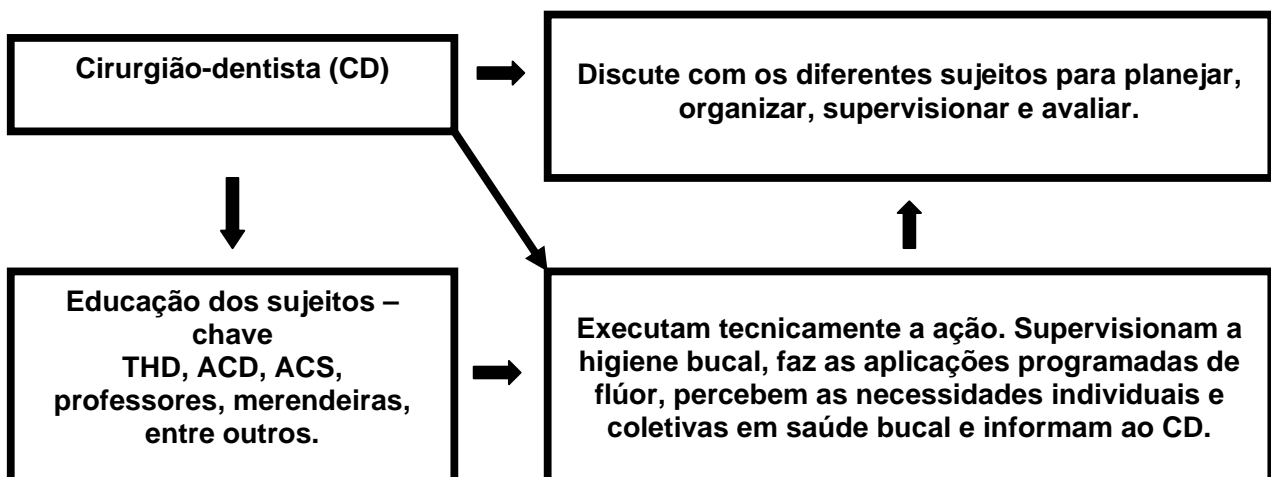 Cirurgião-dentista (CD)
Discute com os diferentes sujeitos para planejar,
organizar, supervisionar e avaliar.
Educação dos sujeitos –
chave
THD, ACD, ACS,
professores, merendeiras,
entre outros.
Executam tecnicamente a ação. Supervisionam a
higiene bucal, faz as aplicações programadas de
flúor, percebem as necessidades individuais e
coletivas em saúde bucal e informam ao CD.